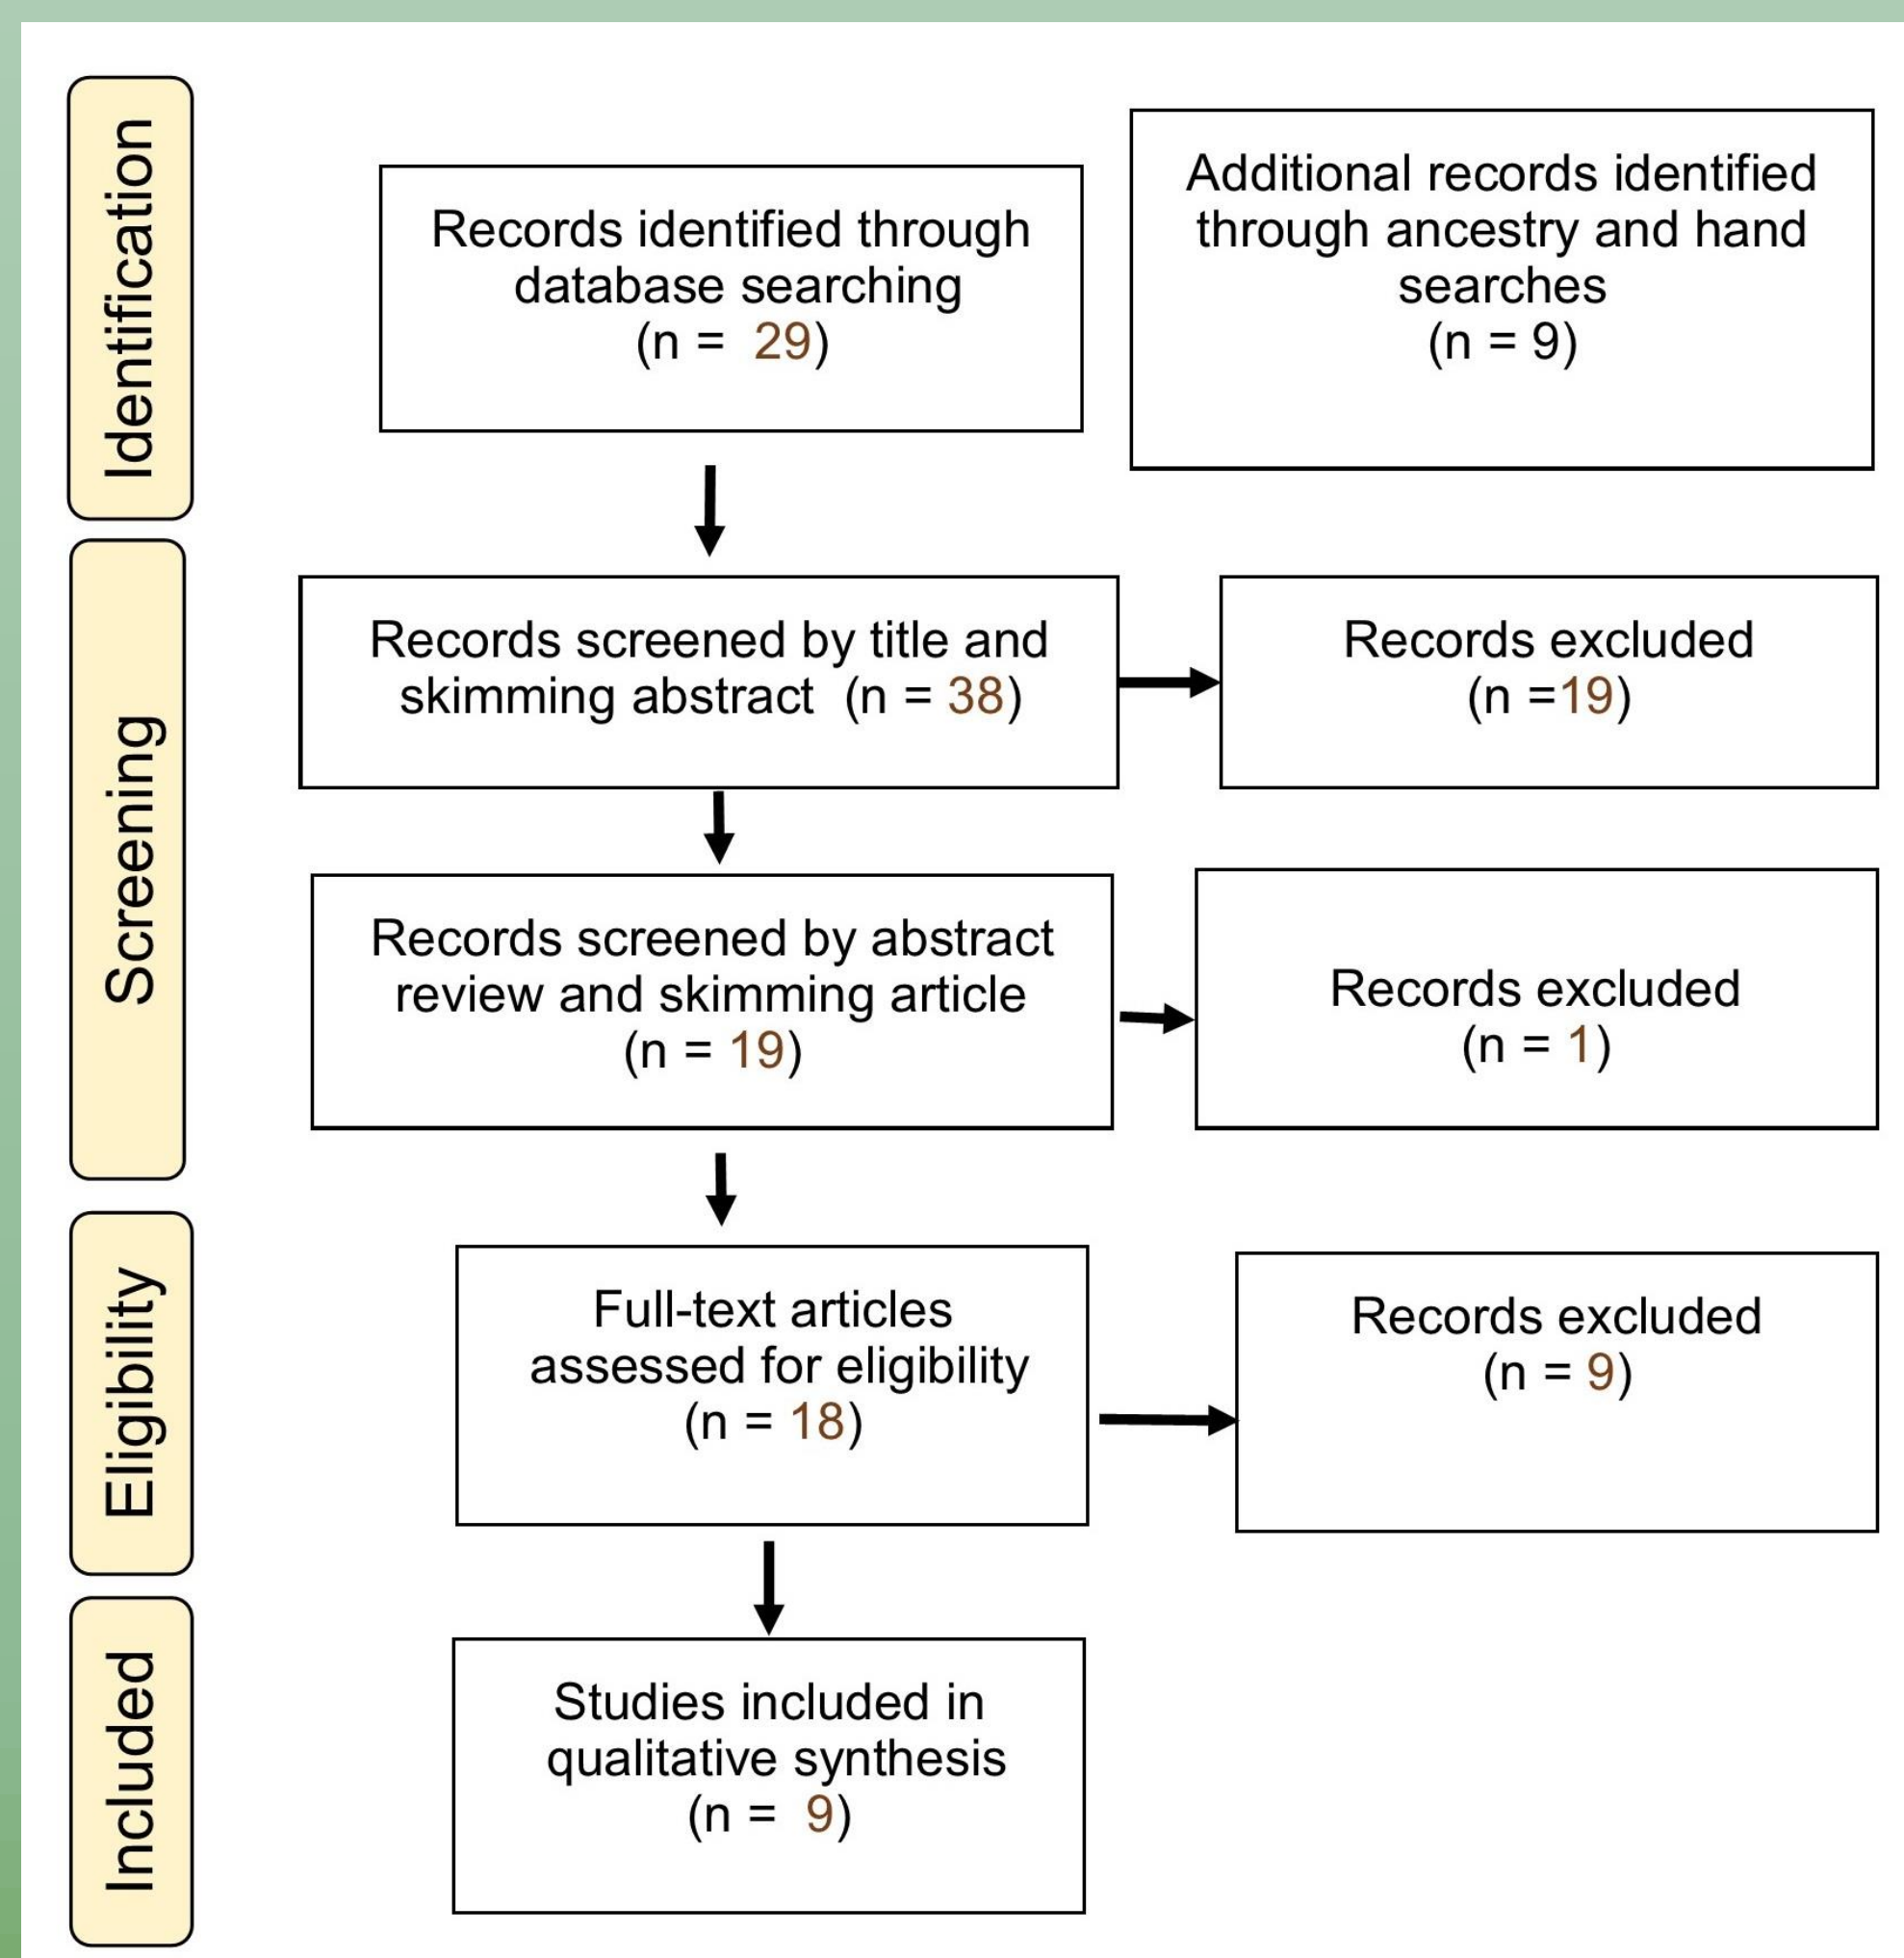 Identification
Records identified through
database searching
(n =  29)
Additional records identified
through ancestry and hand
searches
(n = 9)
Screening
Records screened by title and
skimming abstract  (n = 38)
Records excluded
(n =19)
Records screened by abstract
review and skimming article
(n = 19)
Records excluded
(n = 1)
Eligibility
Full-text articles
assessed for eligibility
(n = 18)
Records excluded
(n = 9)
Included
Studies included in
qualitative synthesis
(n =  9)